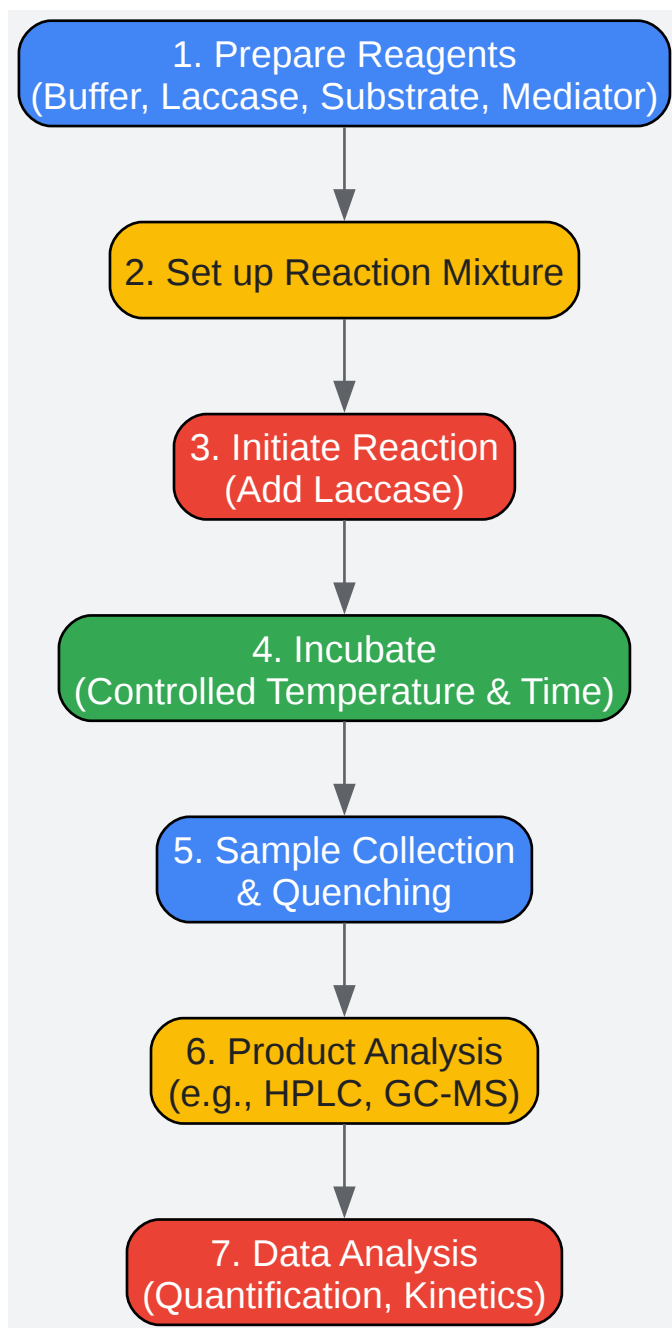 1. Prepare Reagents
(Buffer, Laccase, Substrate, Mediator)
2. Set up Reaction Mixture
3. Initiate Reaction
(Add Laccase)
4. Incubate
(Controlled Temperature & Time)
5. Sample Collection
& Quenching
6. Product Analysis
(e.g., HPLC, GC-MS)
7. Data Analysis
(Quantification, Kinetics)